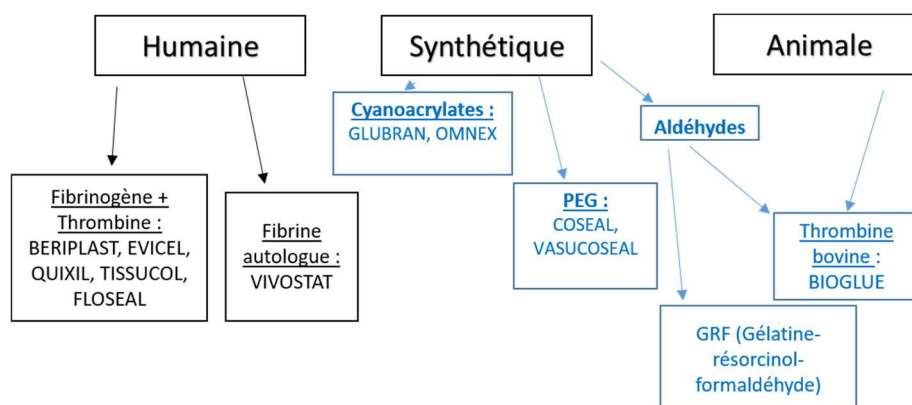 Humaine
Synthétique
Animale
Cyanoacrylates :
GLUBRAN, OMNEX
Aldéhydes
Fibrinogène +
Thrombine :
BERIPLAST, EVICEL,
QUIXIL, TISSUCOL,
FLOSEAL
Fibrine
autologue :
VIVOSTAT
PEG :
COSEAL,
VASUCOSEAL
Thrombine
bovine :
BIOGLUE
GRF (Gélatine-
résorcinol-
formaldéhyde)